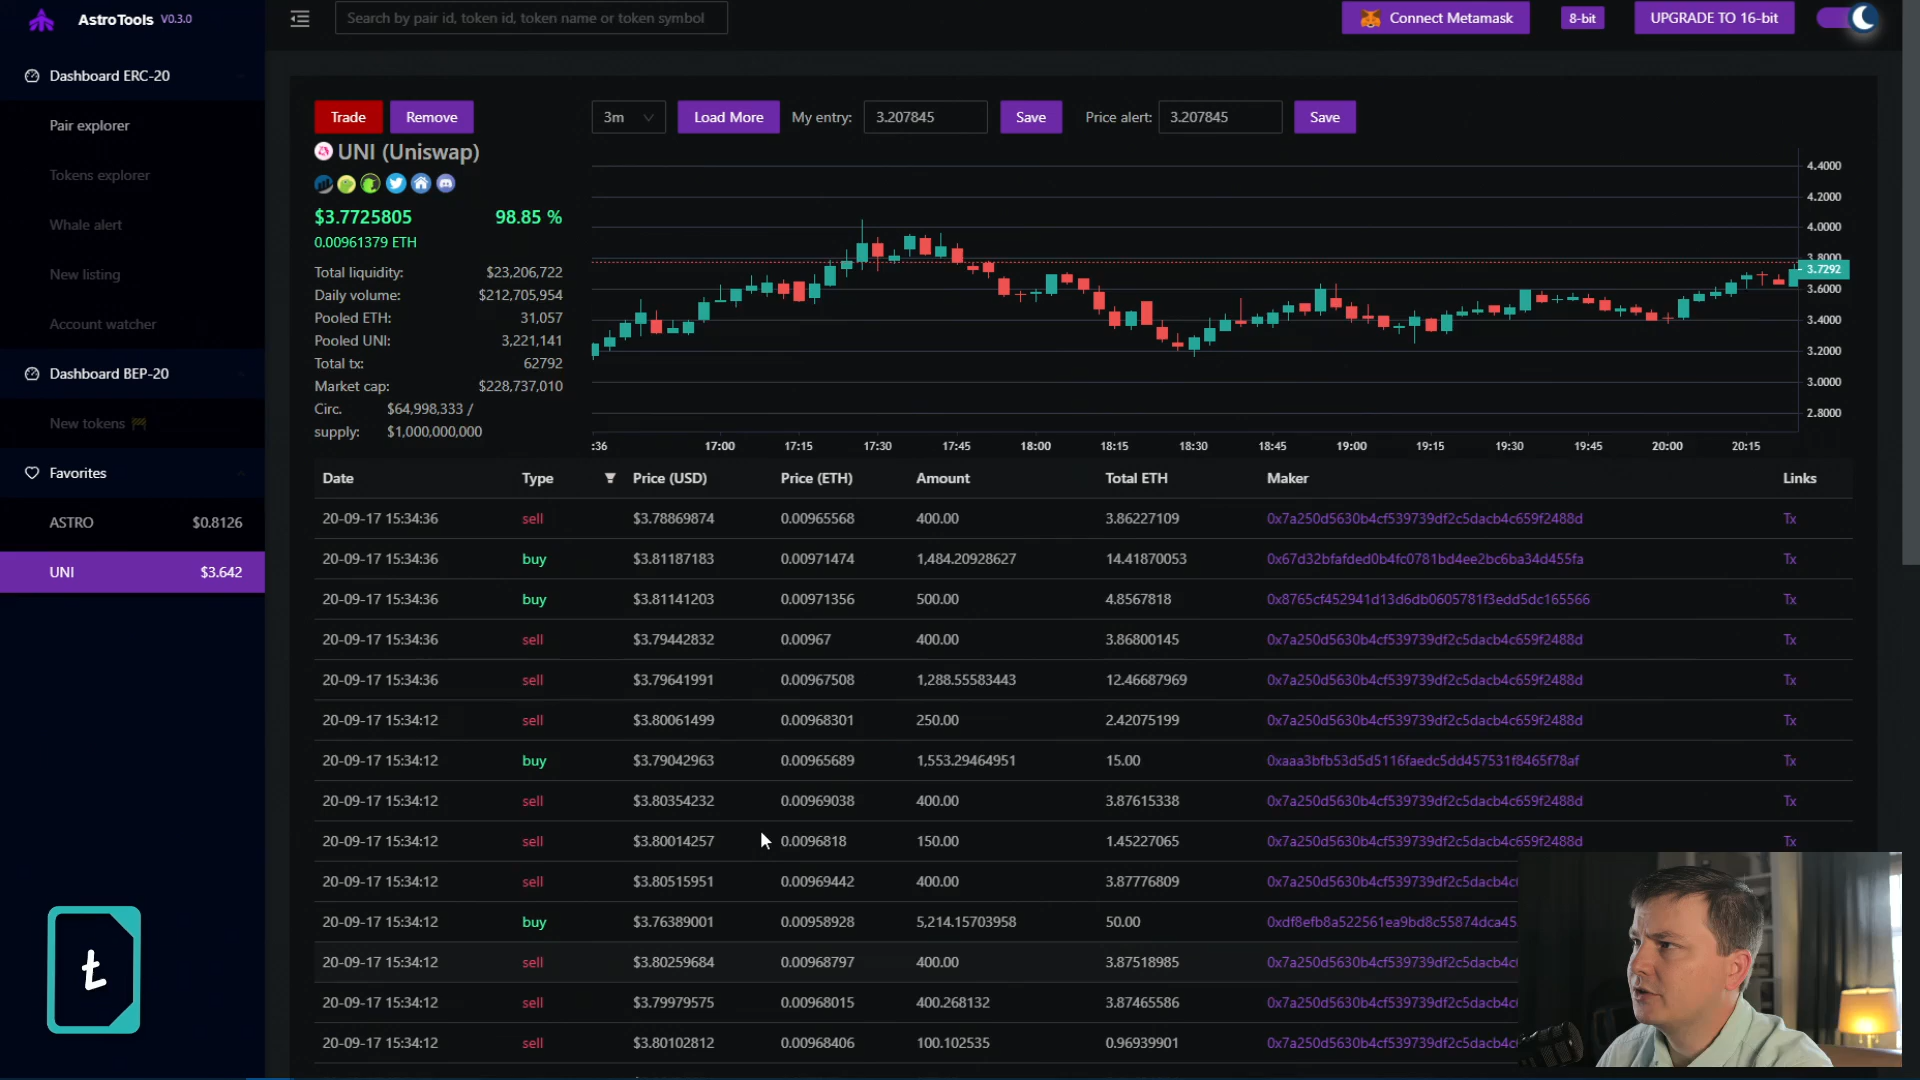 AstroTools V0.3.0
Search by pair id, token id, token name or token symbol
Connect Metamask
8-bit
UPGRADE TO 16-bit
Dashboard ERC-20
Pair explorer
Tokens explorer
Whale alert
New listing
Account watcher
Dashboard BEP-20
New tokens
Favorites
ASTRO $0.8126
UNI $3.642
Trade
Remove
3m
Load More
My entry: 3.207845
Save
Price alert: 3.207845
Save
UNI (Uniswap)
$3.7725805 98.85 %
0.00961379 ETH
Total liquidity: $23,206,722
Daily volume: $212,705,954
Pooled ETH: 31,057
Pooled UNI: 3,221,141
Total tx: 62792
Market cap: $228,737,010
Circ. $64,998,333 /
supply: $1,000,000,000
4.4000
4.2000
4.0000
3.8000
3.7292
3.6000
3.4000
3.2000
3.0000
2.8000
:36 17:00 17:15 17:30 17:45 18:00 18:15 18:30 18:45 19:00 19:15 19:30 19:45 20:00 20:15
Date Type Price (USD) Price (ETH) Amount Total ETH Maker Links
20-09-17 15:34:36 sell $3.78869874 0.00965568 400.00 3.86227109 0x7a250d5630b4cf539739df2c5dacb4c659f2488d Tx
20-09-17 15:34:36 buy $3.81187183 0.00971474 1,484.20928627 14.41870053 0x67d32bfafded0b4fc0781bd4ee2bc6ba34d455fa Tx
20-09-17 15:34:36 buy $3.81141203 0.00971356 500.00 4.8567818 0x8765cf452941d13d6db0605781f3edd5dc165566 Tx
20-09-17 15:34:36 sell $3.79442832 0.00967 400.00 3.86800145 0x7a250d5630b4cf539739df2c5dacb4c659f2488d Tx
20-09-17 15:34:36 sell $3.79641991 0.00967508 1,288.55583443 12.46687969 0x7a250d5630b4cf539739df2c5dacb4c659f2488d Tx
20-09-17 15:34:12 sell $3.80061499 0.00968301 250.00 2.42075199 0x7a250d5630b4cf539739df2c5dacb4c659f2488d Tx
20-09-17 15:34:12 buy $3.79042963 0.00965689 1,553.29464951 15.00 0xaaa3bfb53d5d5116faedc5dd457531f8465f78af Tx
20-09-17 15:34:12 sell $3.80354232 0.00969038 400.00 3.87615338 0x7a250d5630b4cf539739df2c5dacb4c659f2488d Tx
20-09-17 15:34:12 sell $3.80014257 0.0096818 150.00 1.45227065 0x7a250d5630b4cf539739df2c5dacb4c659f2488d Tx
20-09-17 15:34:12 sell $3.80515951 0.00969442 400.00 3.87776809 0x7a250d5630b4cf539739df2c5dacb4c
20-09-17 15:34:12 buy $3.76389001 0.00958928 5,214.15703958 50.00 0xdf8efb8a522561ea9bd8c55874dca45
20-09-17 15:34:12 sell $3.80259684 0.00968797 400.00 3.87518985 0x7a250d5630b4cf539739df2c5dacb4c
20-09-17 15:34:12 sell $3.79979575 0.00968015 400.268132 3.87465586 0x7a250d5630b4cf539739df2c5dacb4c
20-09-17 15:34:12 sell $3.80102812 0.00968406 100.102535 0.96939901 0x7a250d5630b4cf539739df2c5dacb4c